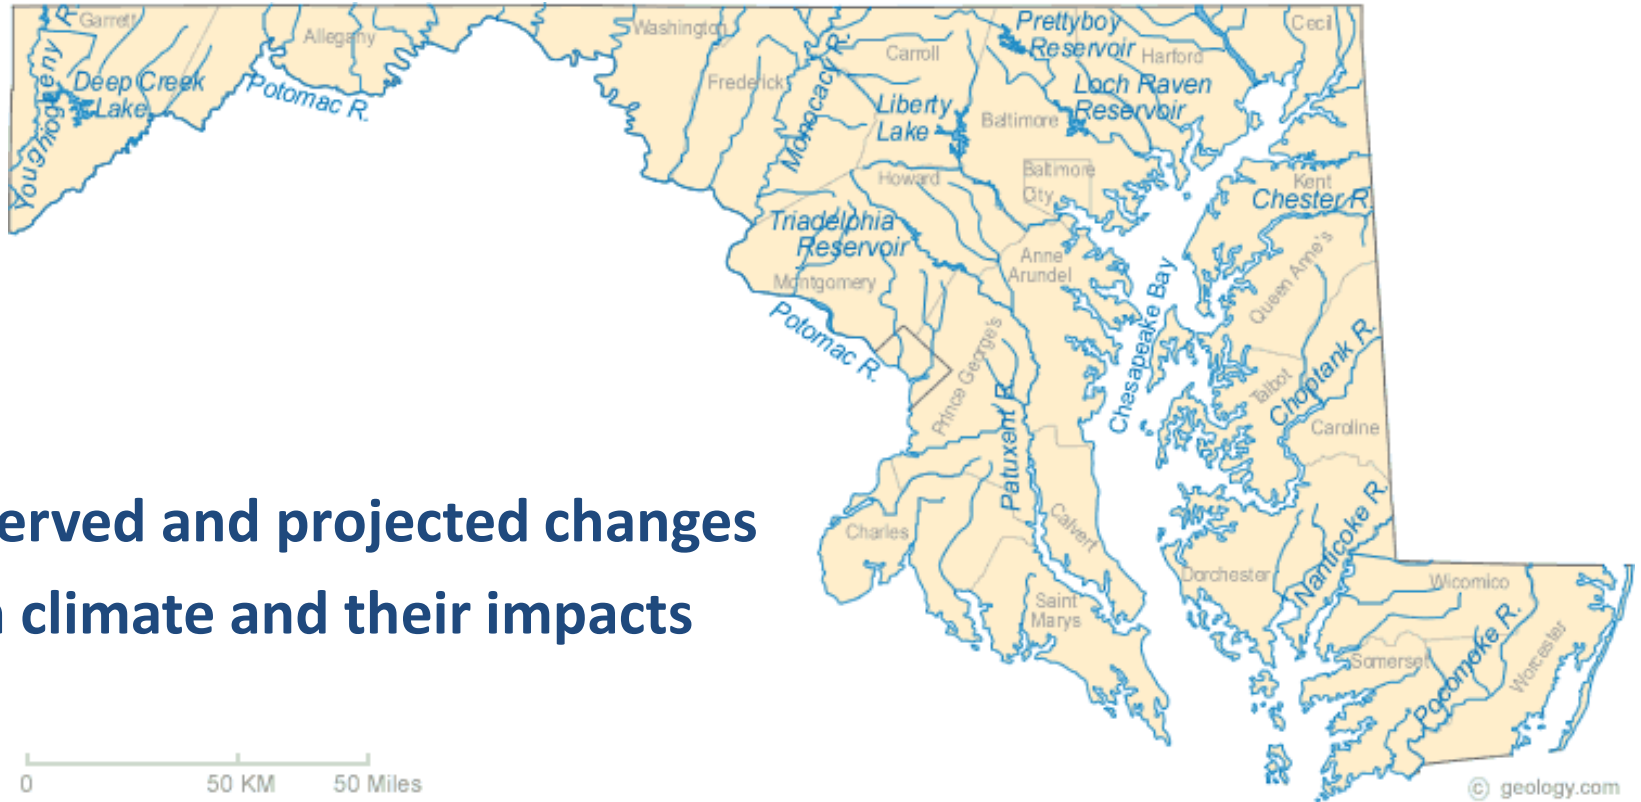 Garrett
Allegany
Washington
Prettyboy
Reservoir
Cecil
Carroll
Harford
Youghiogeny R.
Deep Creek
Lake
Potomac R.
Frederick
Monocacy R.
Liberty
Lake
Baltimore
Loch Raven
Reservoir
Howard
Baltimore
City
Kent
Chester R.
Triadelphia
Reservoir
Anne
Arundel
Montgomery
Queen Anne's
Chasapeake Bay
Potomac R.
Prince George's
Talbot
Choptank R.
Patuxent R.
Caroline
erved and projected changes
Charles
Calvert
Nanticoke R.
Dorchester
Wicomico
climate and their impacts
Saint
Marys
Somerset
Pocomoke R.
Worcester
0
50 KM
50 Miles
© geology.com